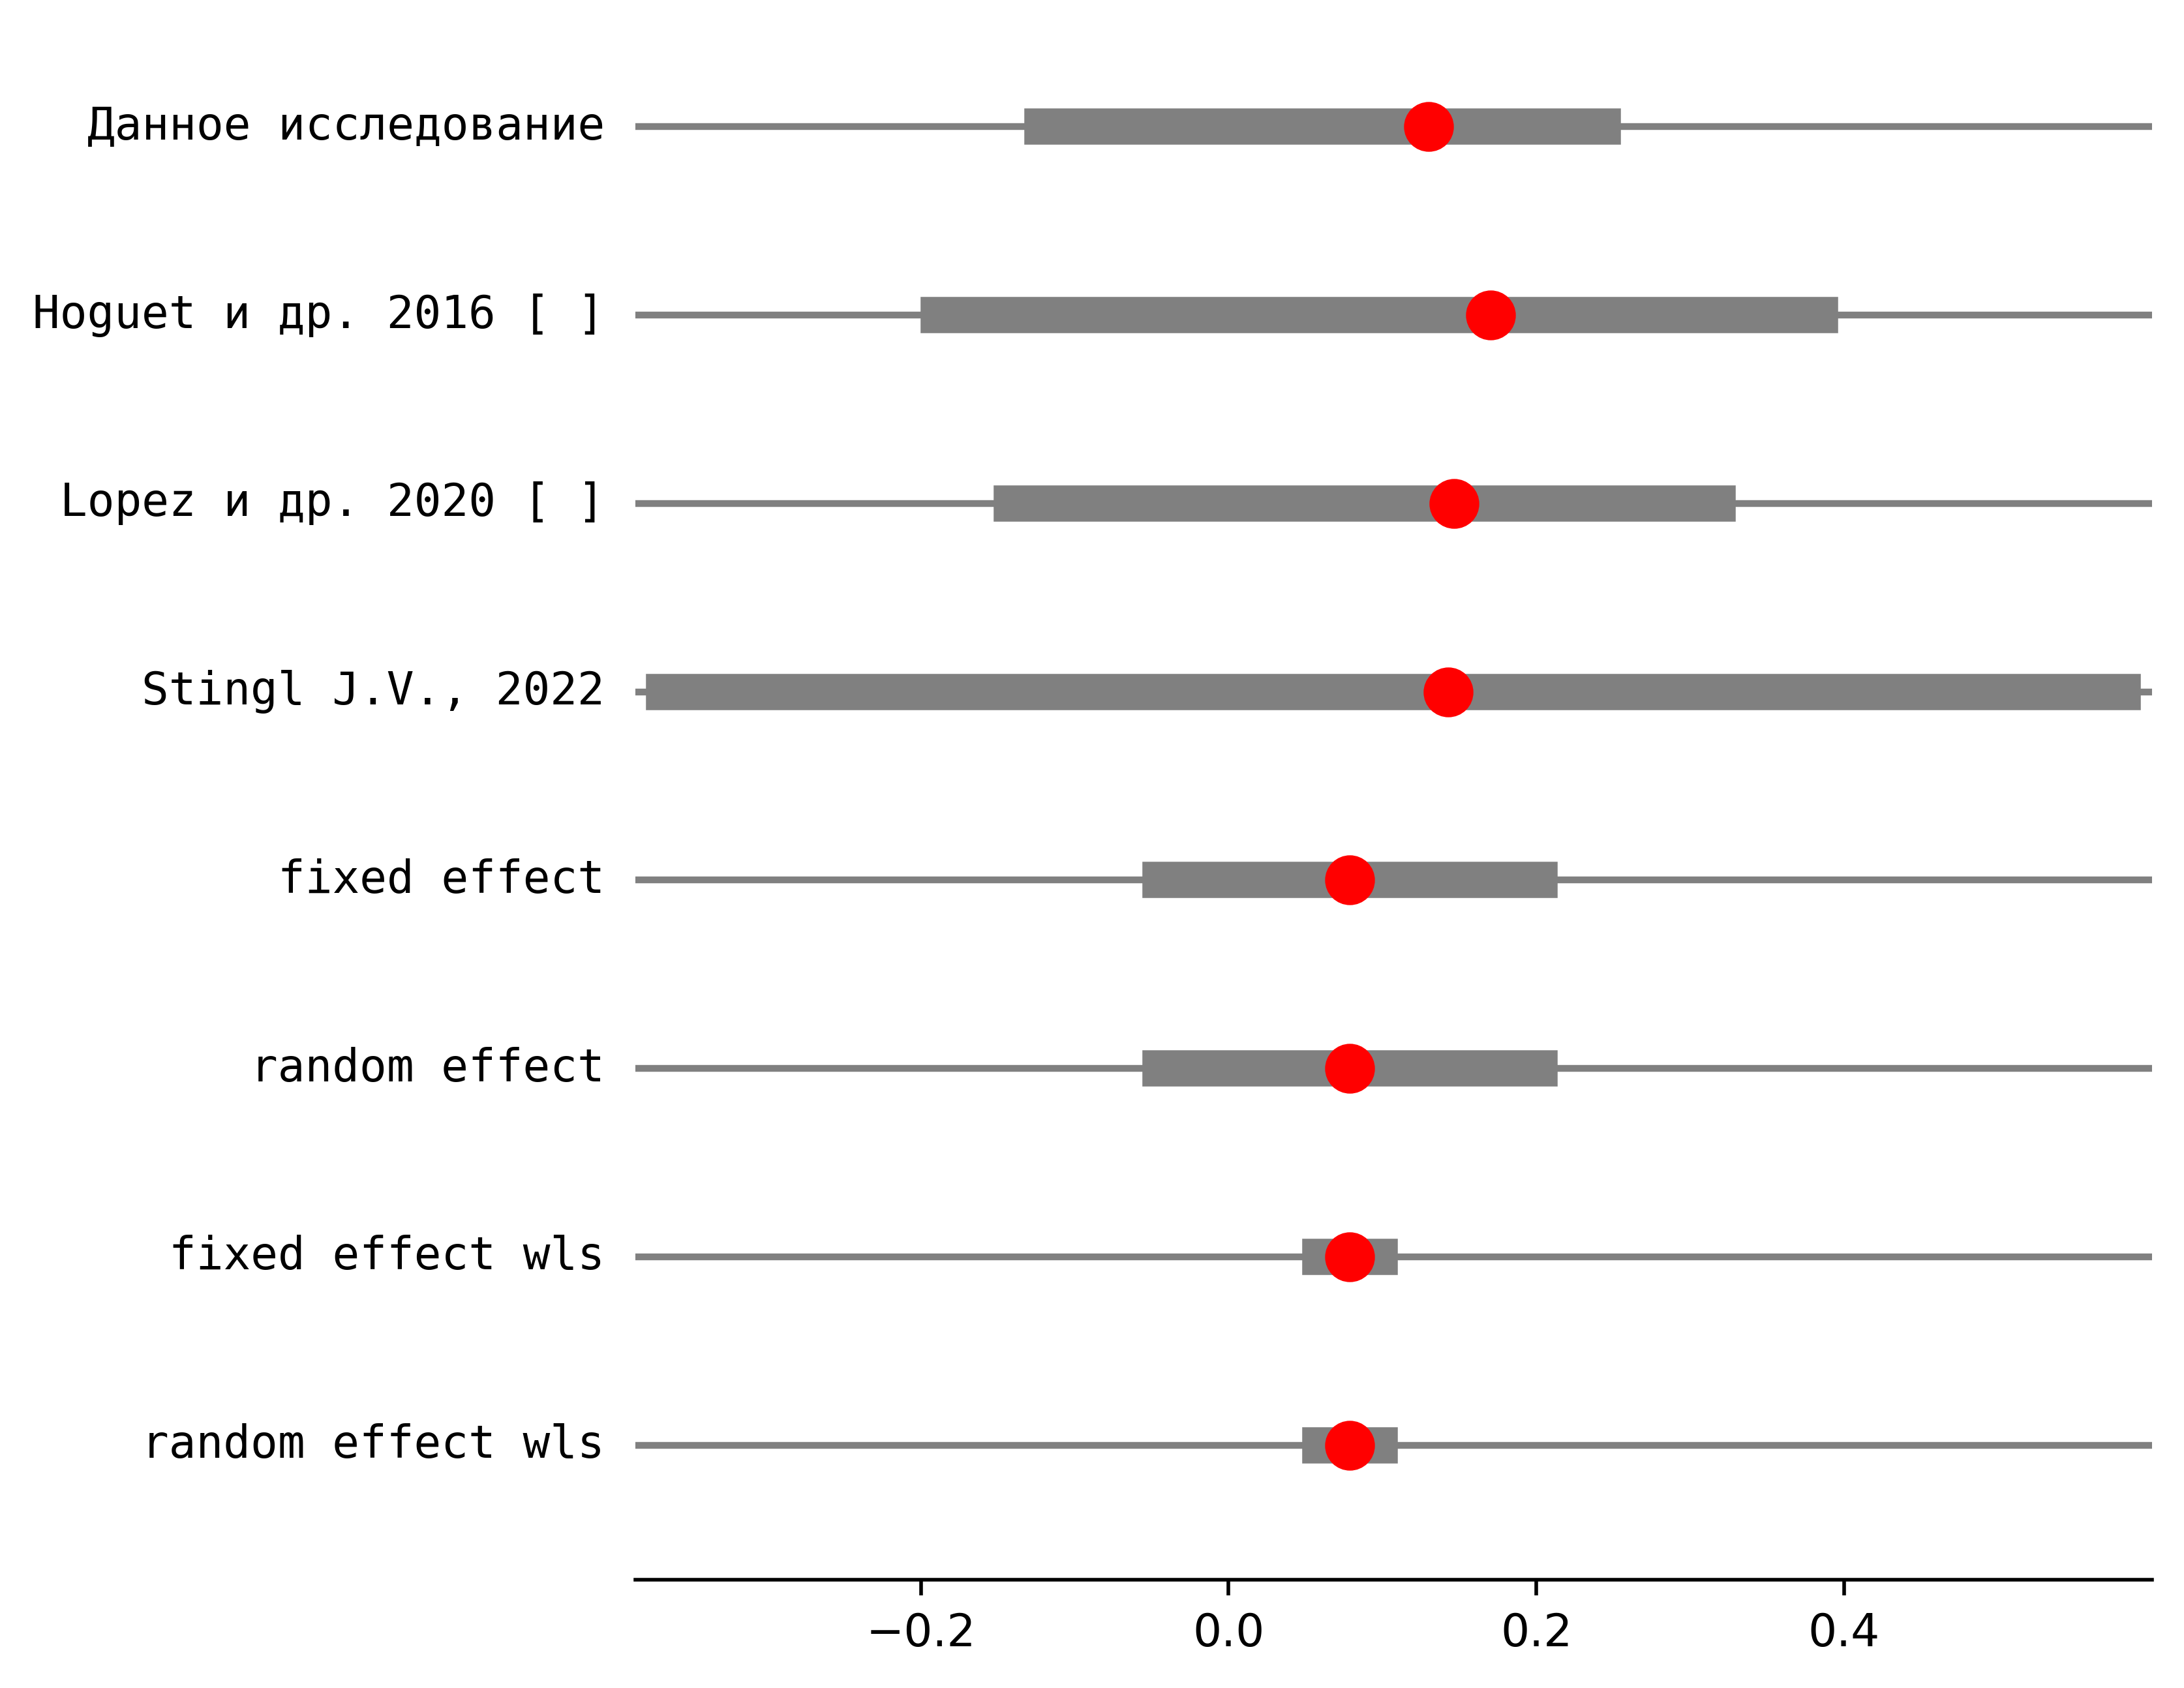 Данное исследование
Hoguet и др. 2016 [ ]
Lopez и др. 2020 [ ]
Stingl J.V., 2022
fixed effect
random effect
fixed effect wls
random effect wls
−0.2 0.0 0.2 0.4